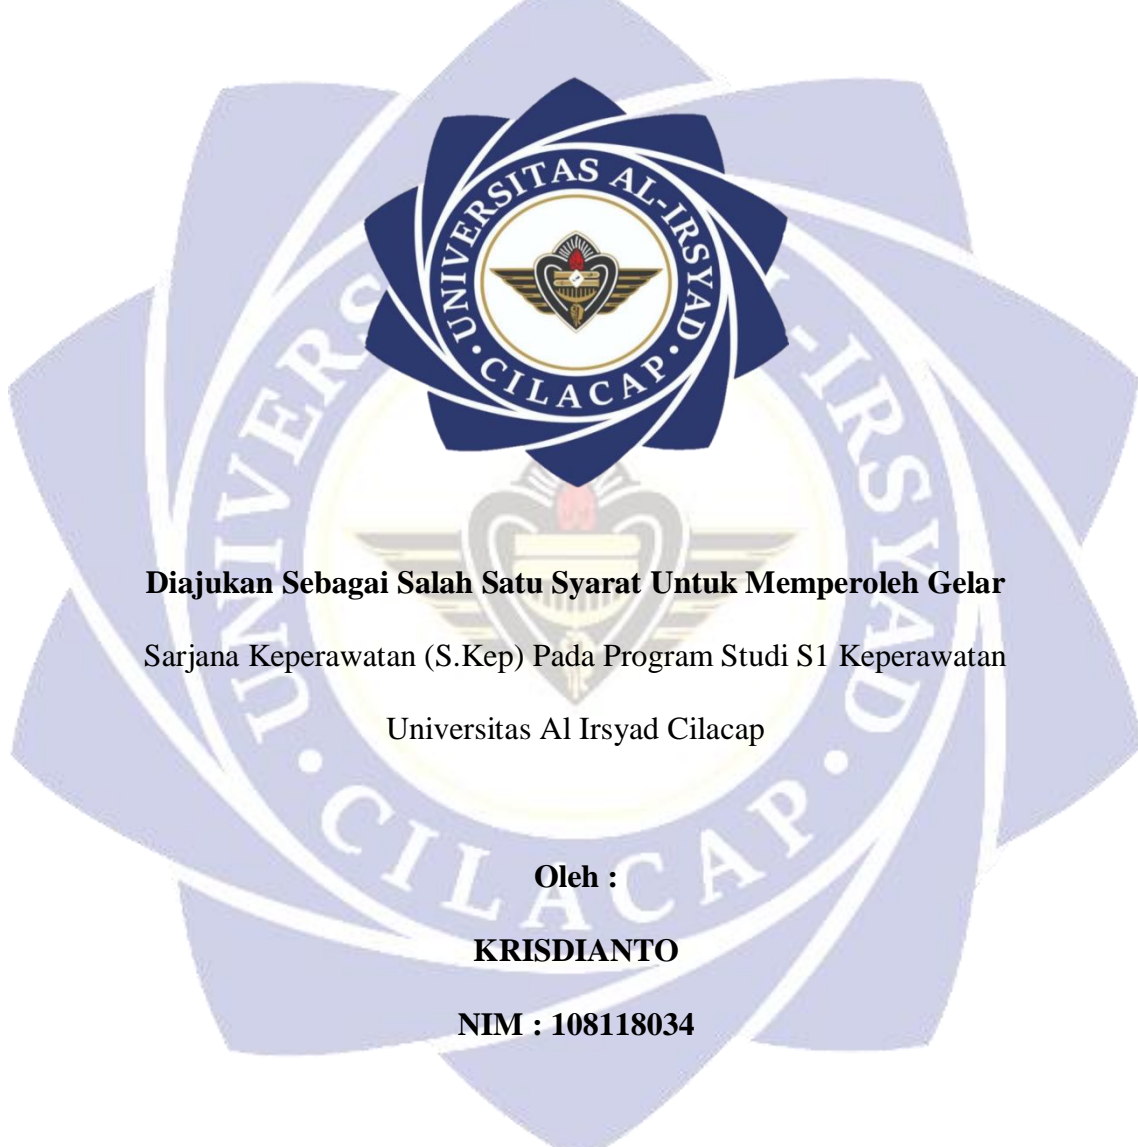 UNIVERSITAS AL-IRSYAD
• CILACAP •
Diajukan Sebagai Salah Satu Syarat Untuk Memperoleh Gelar
Sarjana Keperawatan (S.Kep) Pada Program Studi S1 Keperawatan
Universitas Al Irsyad Cilacap
Oleh :
KRISDIANTO
NIM : 108118034